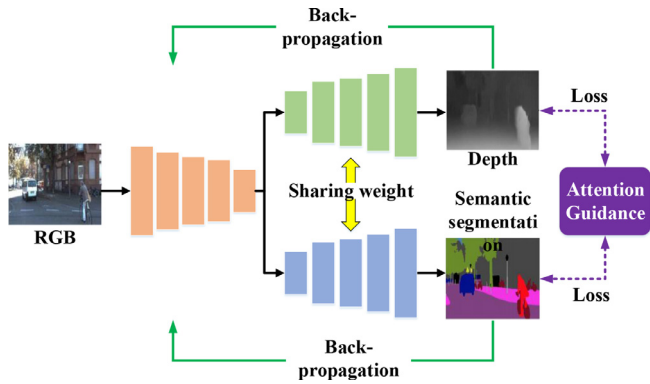 Back-
propagation
Loss
Depth
Sharing weight
Attention
Guidance
RGB
Semantic
segmentati
on
Loss
Back-
propagation